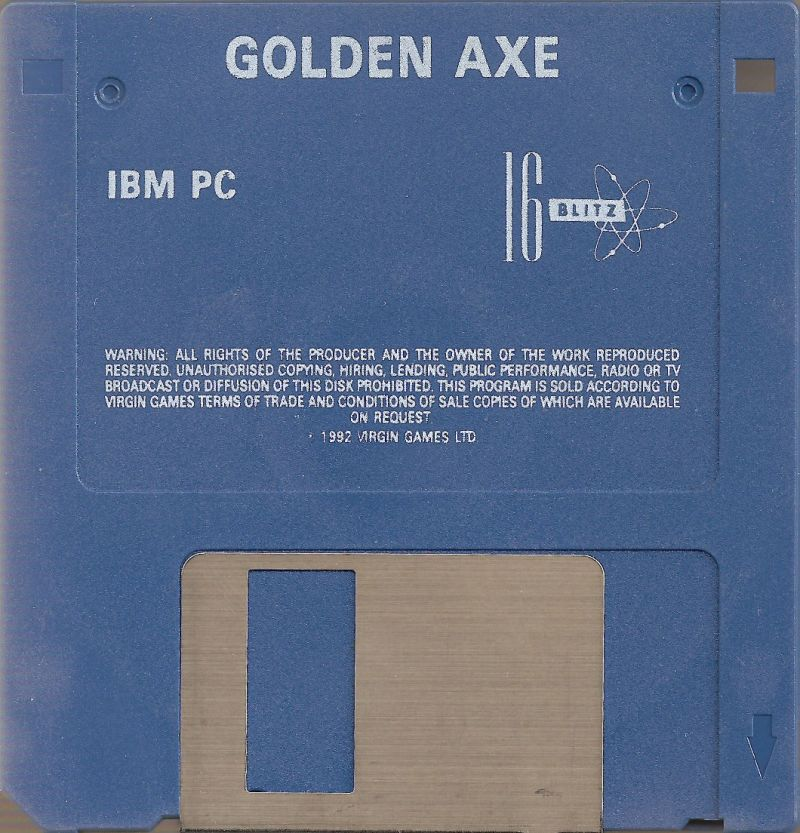 GOLDEN AXE
IBM PC
16 BLITZ
WARNING: ALL RIGHTS OF THE PRODUCER AND THE OWNER OF THE WORK REPRODUCED
RESERVED. UNAUTHORISED COPYING, HIRING, LENDING, PUBLIC PERFORMANCE, RADIO OR TV
BROADCAST OR DIFFUSION OF THIS DISK PROHIBITED. THIS PROGRAM IS SOLD ACCORDING TO
VIRGIN GAMES TERMS OF TRADE AND CONDITIONS OF SALE COPIES OF WHICH ARE AVAILABLE
ON REQUEST
1992 VIRGIN GAMES LTD.